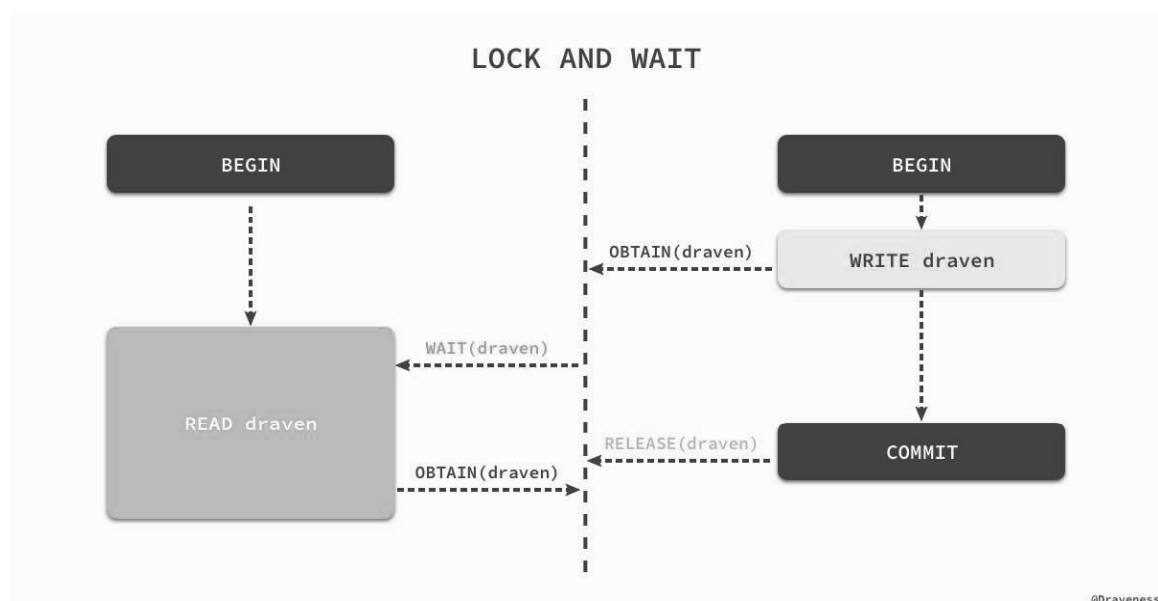 LOCK AND WAIT
BEGIN
BEGIN
OBTAIN(draven)
WRITE draven
WAIT(draven)
READ draven
RELEASE(draven)
COMMIT
OBTAIN(draven)
@Draveness